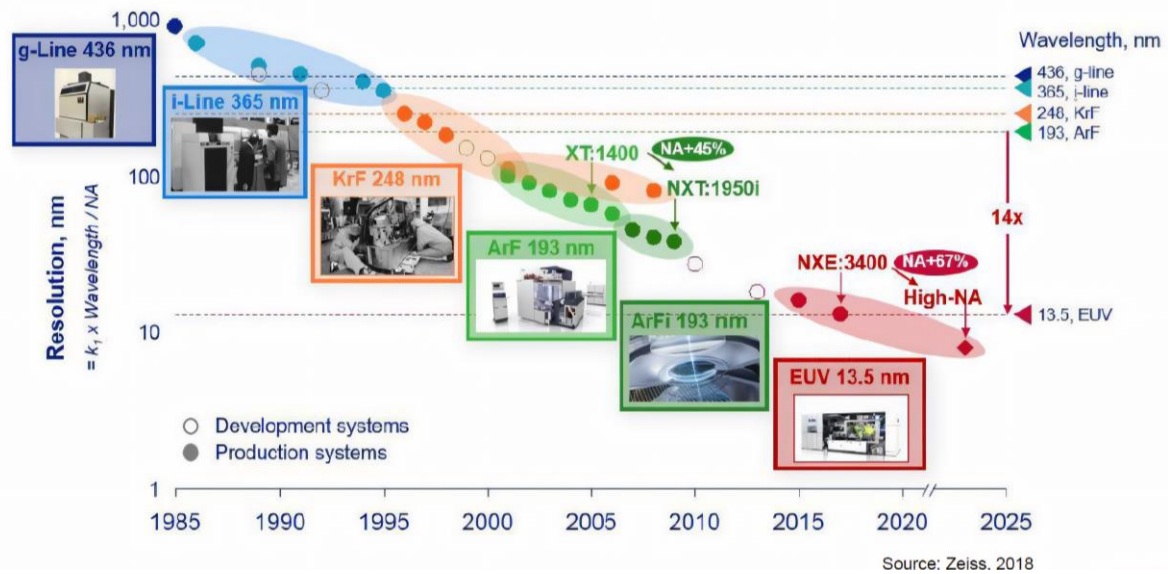 1,000
100
10
1
Resolution, nm
= k₁ x Wavelength / NA
g-Line 436 nm
i-Line 365 nm
KrF 248 nm
ArF 193 nm
ArFi 193 nm
EUV 13.5 nm
XT:1400
NA+45%
NXT:1950i
NXE:3400
NA+67%
High-NA
14x
Wavelength, nm
436, g-line
365, i-line
248, KrF
193, ArF
13.5, EUV
Development systems
Production systems
1985
1990
1995
2000
2005
2010
2015
2020
2025
Source: Zeiss, 2018